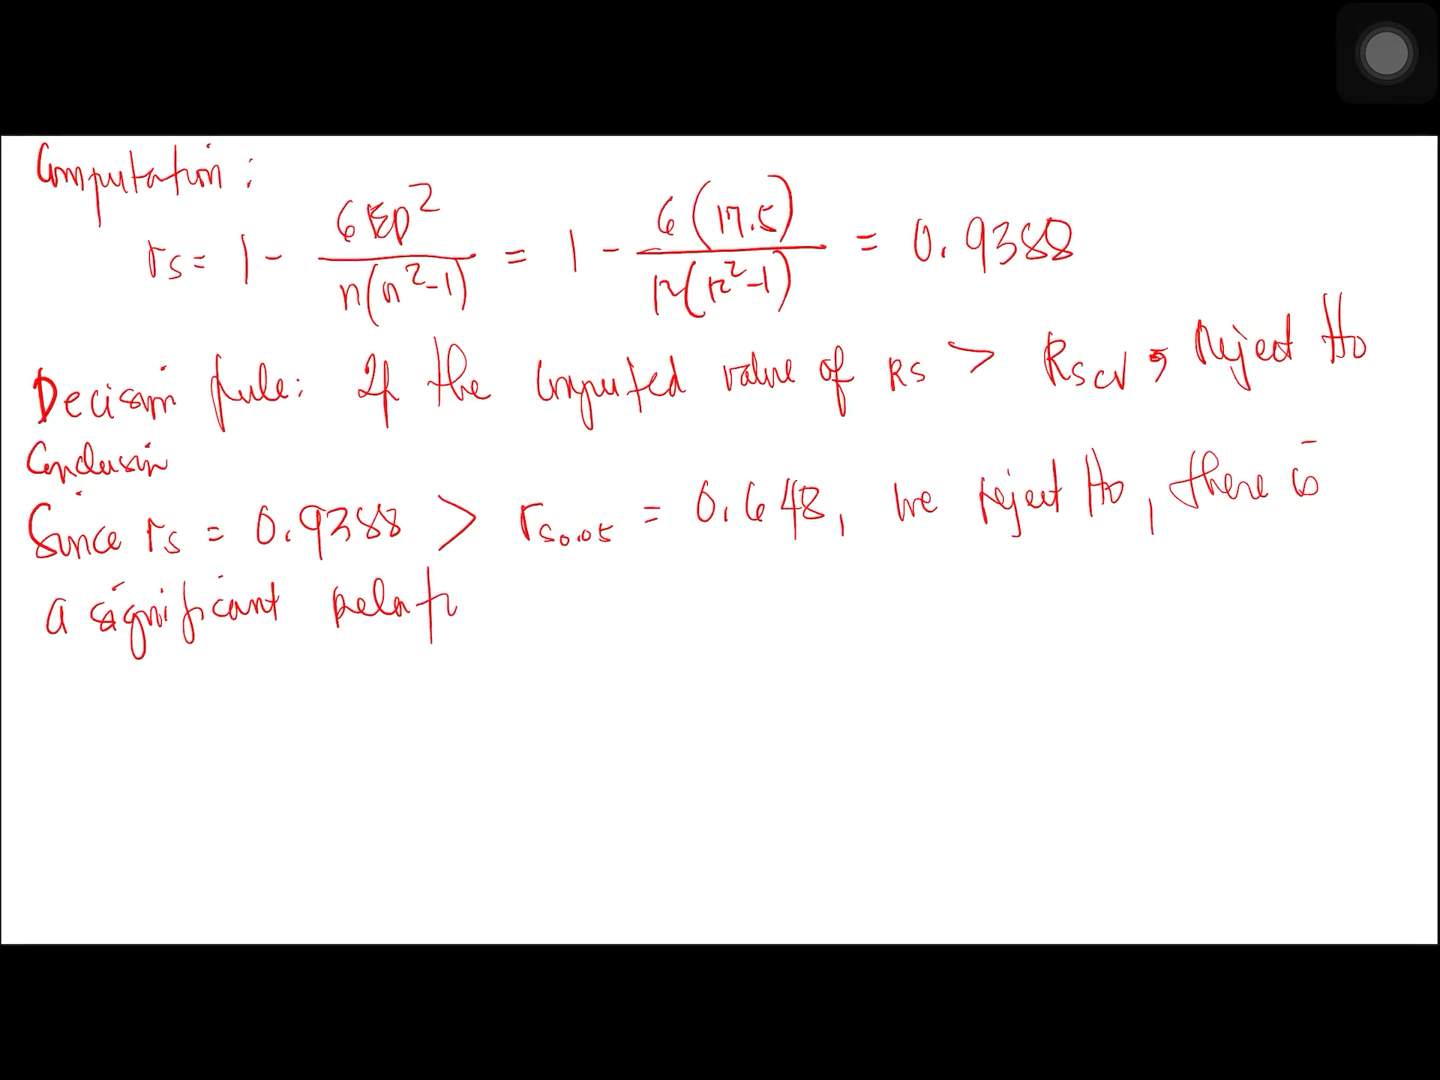 Computation:
rs = 1 - 6ΣD²/n(n²-1) = 1 - 6(17.5)/12(12²-1) = 0.9388
Decision Rule: If the computed value of Rs > Rscv, Reject Ho
Conclusion
Since rs = 0.9388 > rs0.05 = 0.648, we reject Ho, there is
a significant relati